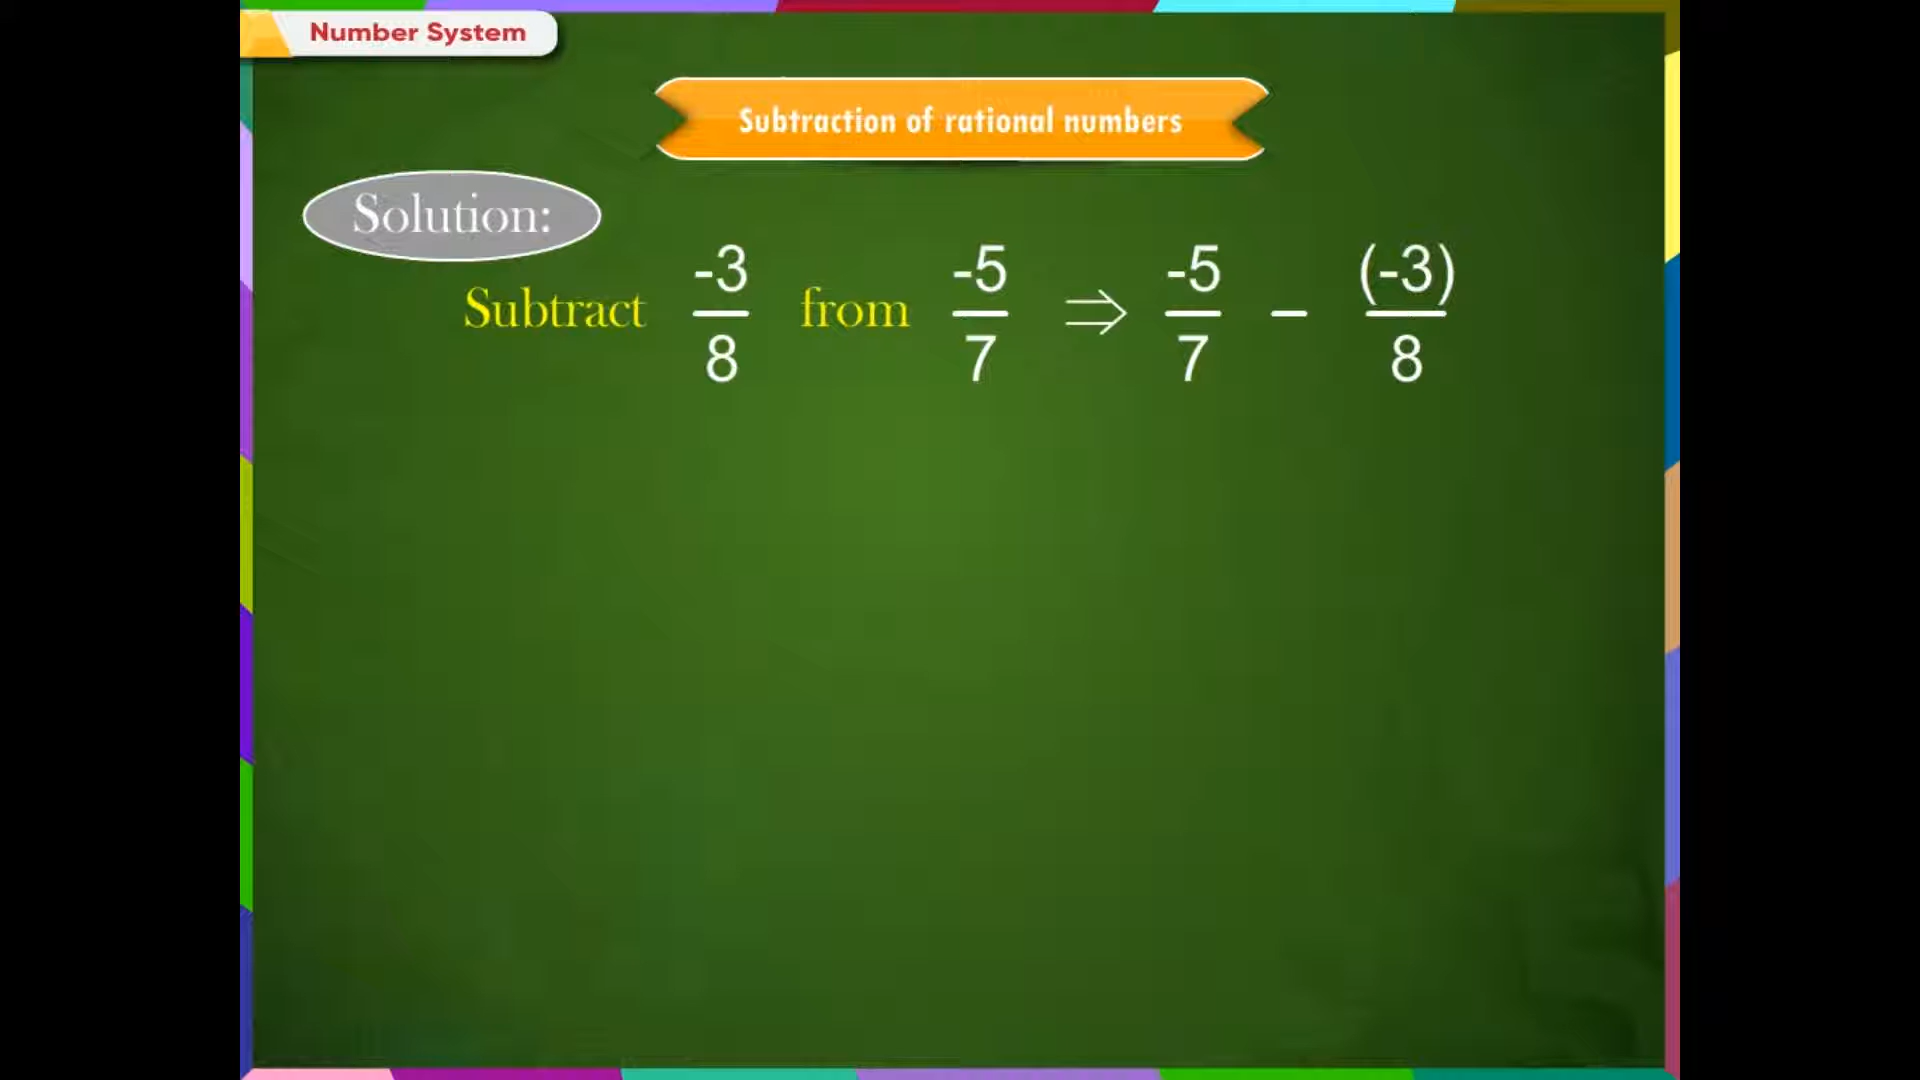 Number System
Subtraction of rational numbers
Solution:
Subtract -3/8 from -5/7 ⇒ -5/7 - (-3)/8